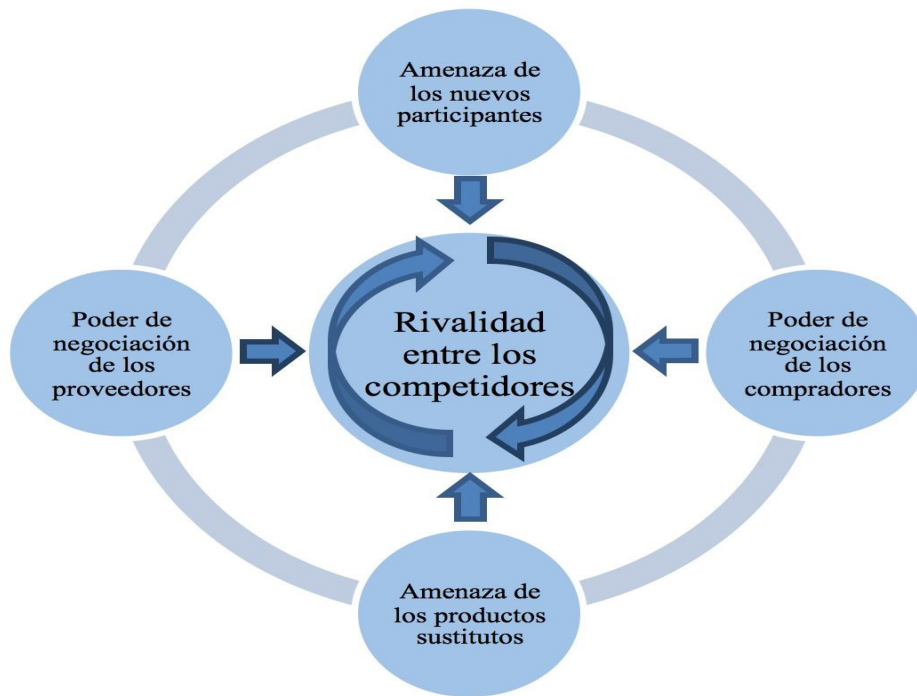 Amenaza de
los nuevos
participantes
Poder de
negociación
de los
proveedores
Rivalidad
entre los
competidores
Poder de
negociación
de los
compradores
Amenaza de
los productos
sustitutos